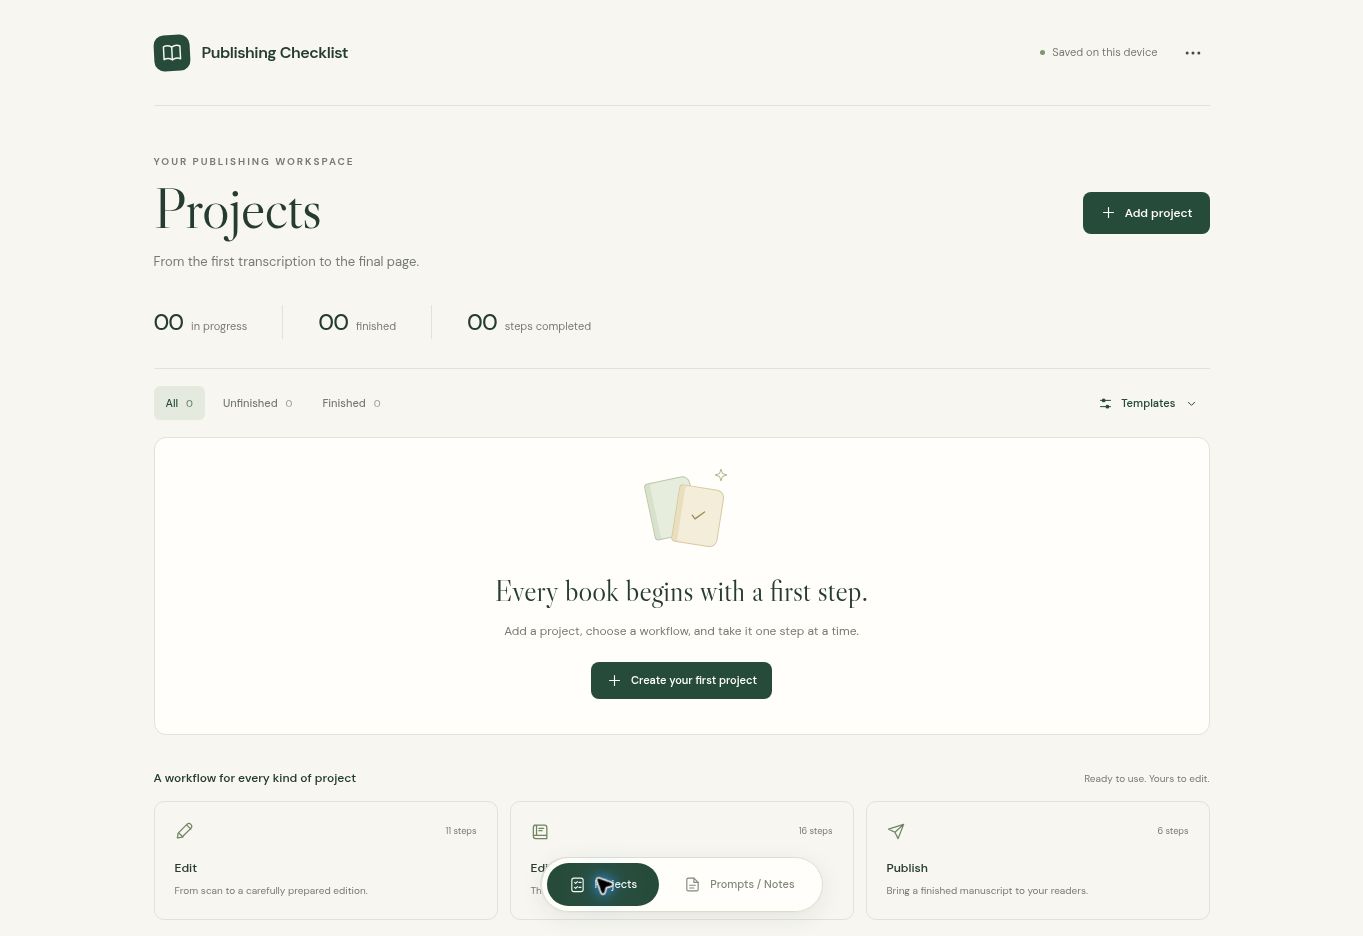 Publishing Checklist
Saved on this device
YOUR PUBLISHING WORKSPACE
Projects
Add project
From the first transcription to the final page.
00 in progress
00 finished
00 steps completed
All 0
Unfinished 0
Finished 0
Templates
Every book begins with a first step.
Add a project, choose a workflow, and take it one step at a time.
Create your first project
A workflow for every kind of project
Ready to use. Yours to edit.
11 steps
Edit
From scan to a carefully prepared edition.
16 steps
6 steps
Publish
Bring a finished manuscript to your readers.
Prompts / Notes